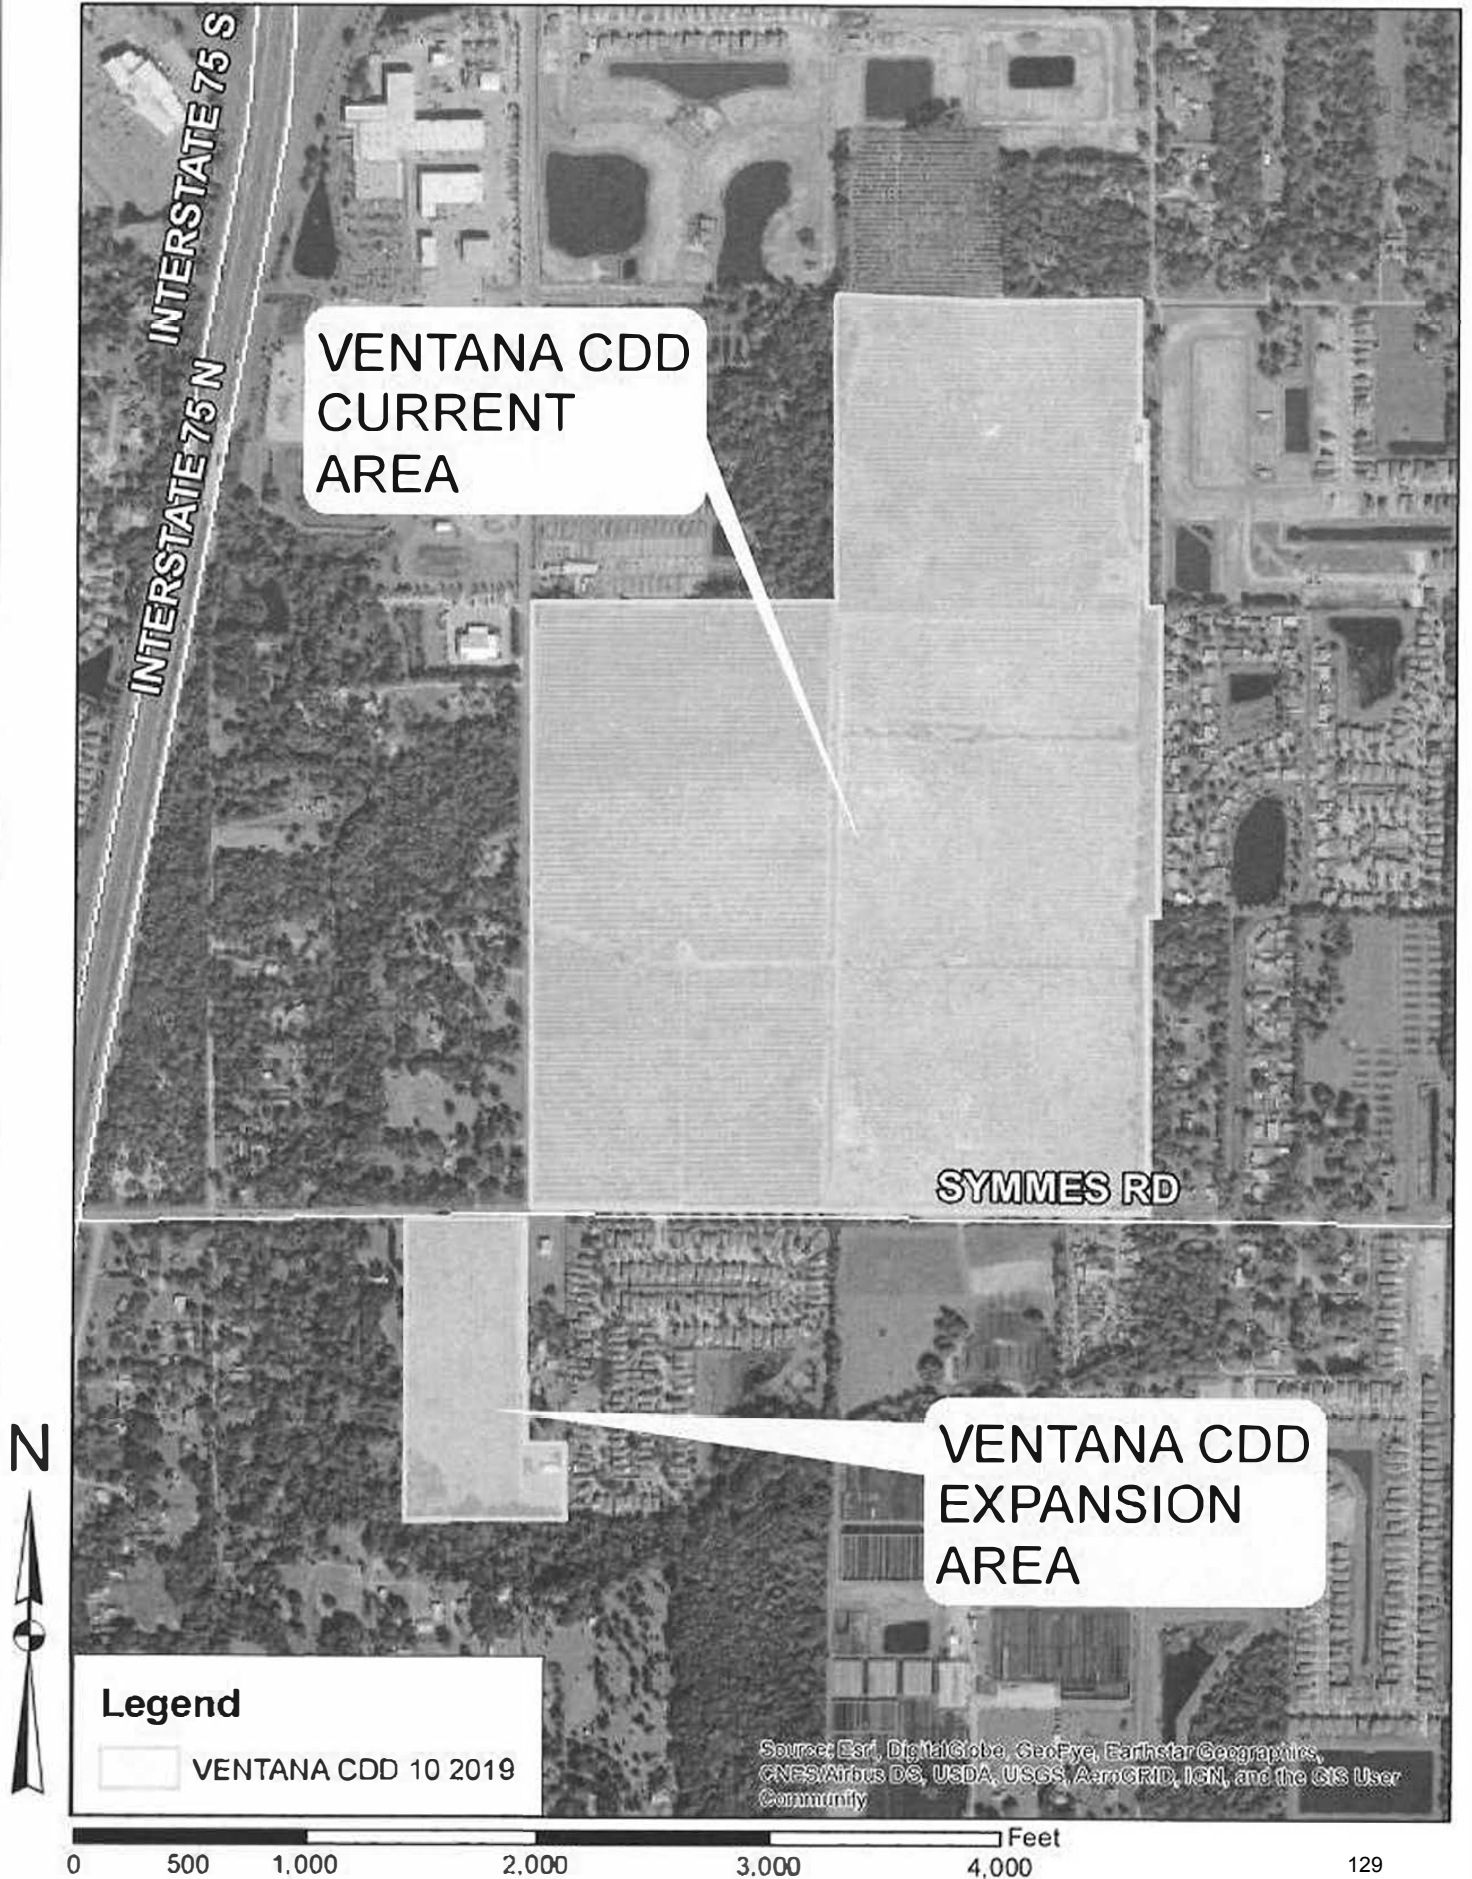 INTERSTATE 75 S
INTERSTATE 75 N
VENTANA CDD
CURRENT
AREA
SYMMES RD
VENTANA CDD
EXPANSION
AREA
N
Legend
VENTANA CDD 10 2019
Source: Esri, DigitalGlobe, GeoEye, Earthstar Geographics,
CNES/Airbus DS, USDA, USGS, AeroGRID, IGN, and the GIS User
Community
Feet
0 500 1,000 2,000 3,000 4,000
129